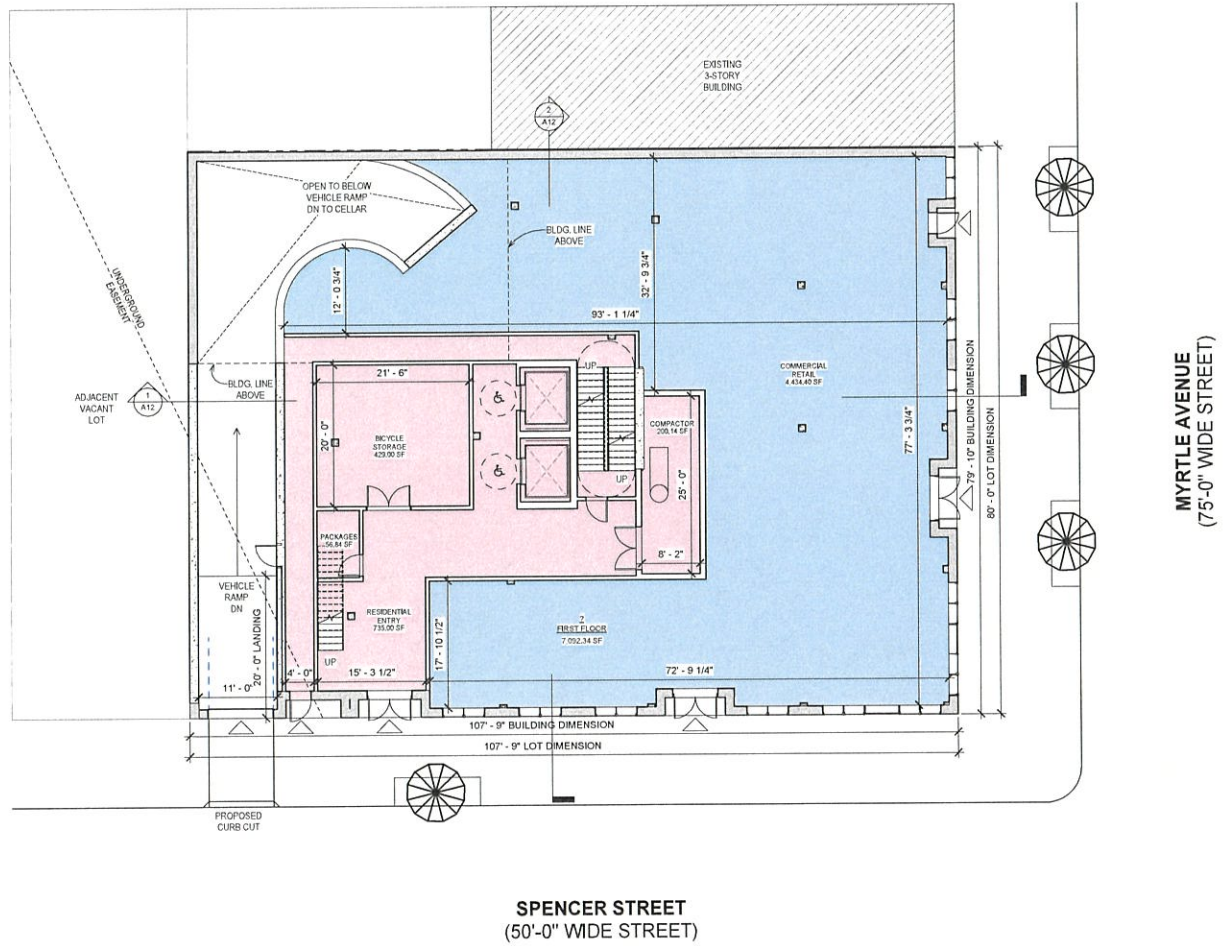 EXISTING
3-STORY
BUILDING
2
A12
OPEN TO BELOW
VEHICLE RAMP
DN TO CELLAR
BLDG. LINE
ABOVE
UNDERGROUND
EASEMENT
12' - 0 3/4"
32' - 9 3/4"
93' - 1 1/4"
UP
COMMERCIAL
RETAIL
4,434.40 SF
BLDG. LINE
ABOVE
ADJACENT
VACANT
LOT
1
A12
21' - 6"
20' - 0"
BICYCLE
STORAGE
429.00 SF
COMPACTOR
200.14 SF
25' - 0"
77' - 3 3/4"
79' - 10" BUILDING DIMENSION
80' - 0" LOT DIMENSION
MYRTLE AVENUE
(75'-0" WIDE STREET)
UP
PACKAGES
56.84 SF
8' - 2"
VEHICLE
RAMP
DN
20' - 0" LANDING
RESIDENTIAL
ENTRY
735.00 SF
17' - 10 1/2"
2
FIRST FLOOR
7,092.34 SF
UP
11' - 0"
4' - 0"
15' - 3 1/2"
72' - 9 1/4"
107' - 9" BUILDING DIMENSION
107' - 9" LOT DIMENSION
PROPOSED
CURB CUT
SPENCER STREET
(50'-0" WIDE STREET)